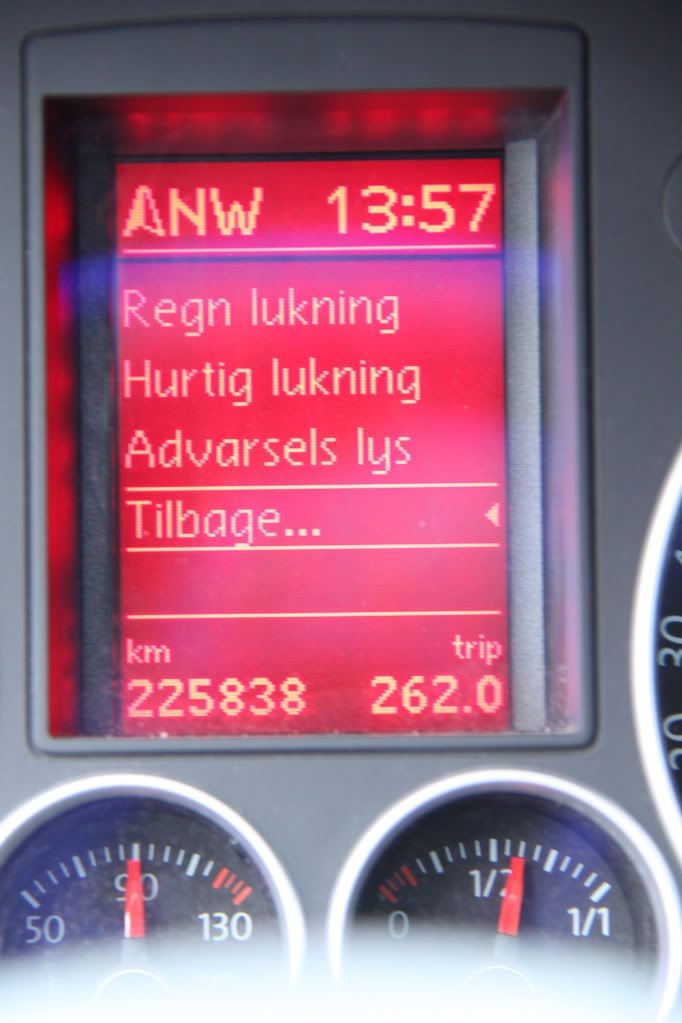 ANW 13:57
Regn lukning
Hurtig lukning
Advarsels lys
Tilbage...
km trip
225838 262.0
50 90 130
0 1/2 1/1
30